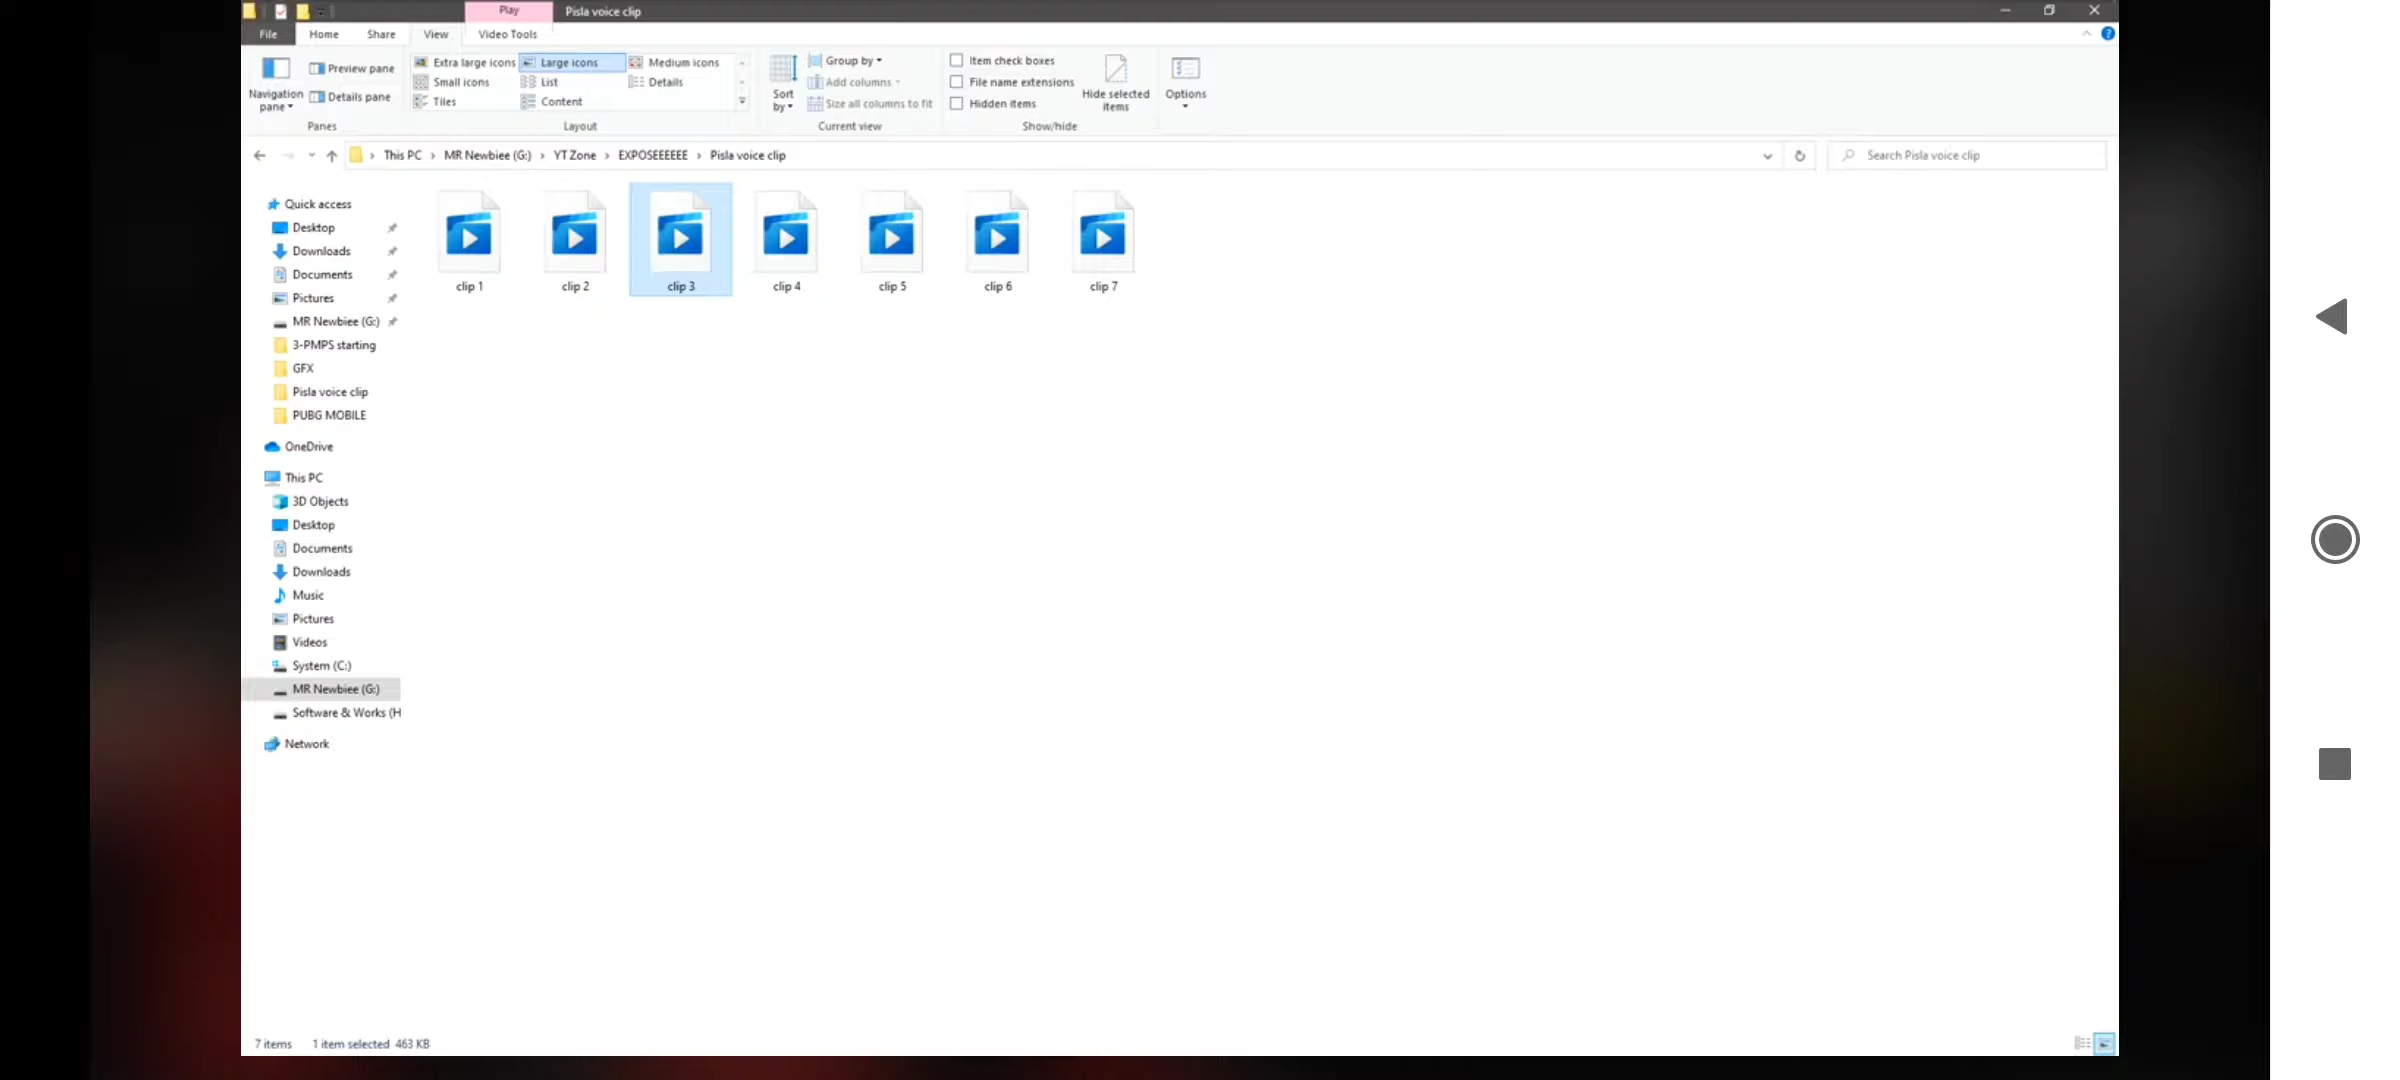 Play Pisla voice clip
File Home Share View Video Tools
Navigation pane
Preview pane
Details pane
Panes
Extra large icons Large icons Medium icons
Small icons List Details
Tiles Content
Layout
Sort by
Group by
Add columns
Size all columns to fit
Current view
Item check boxes
File name extensions
Hidden items
Hide selected items
Show/hide
Options
This PC › MR Newbiee (G:) › YT Zone › EXPOSEEEEEE › Pisla voice clip
Search Pisla voice clip
Quick access
Desktop
Downloads
Documents
Pictures
MR Newbiee (G:)
3-PMPS starting
GFX
Pisla voice clip
PUBG MOBILE
OneDrive
This PC
3D Objects
Desktop
Documents
Downloads
Music
Pictures
Videos
System (C:)
MR Newbiee (G:)
Software & Works (H
Network
clip 1 clip 2 clip 3 clip 4 clip 5 clip 6 clip 7
7 items 1 item selected 463 KB